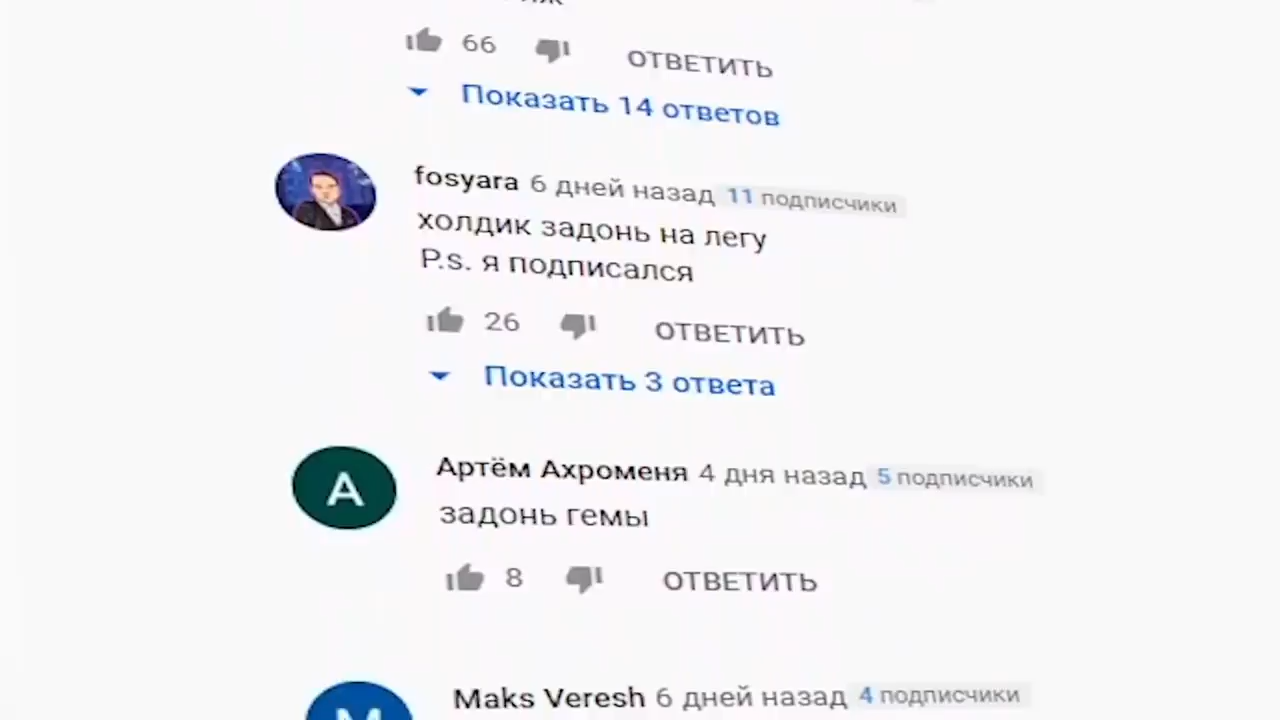 66 ОТВЕТИТЬ
Показать 14 ответов
fosyara 6 дней назад 11 подписчики
холдик задонь на легу
P.s. я подписался
26 ОТВЕТИТЬ
Показать 3 ответа
A
Артём Ахроменя 4 дня назад 5 подписчики
задонь гемы
8 ОТВЕТИТЬ
M
Maks Veresh 6 дней назад 4 подписчики